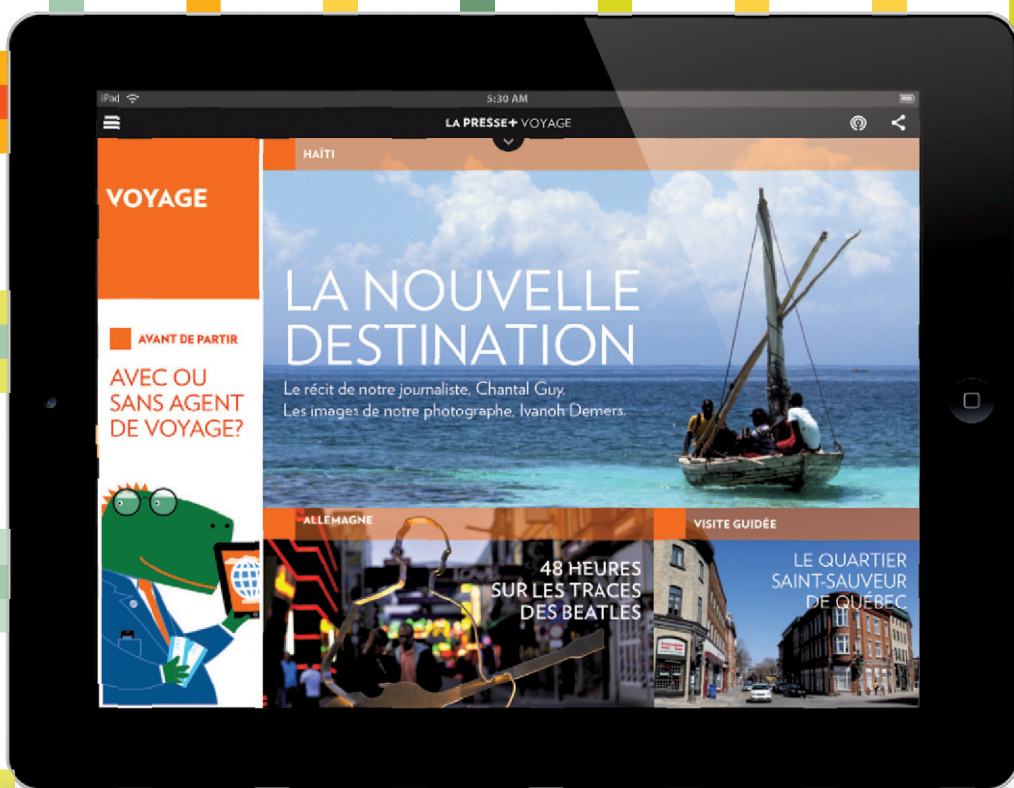 iPad
5:30 AM
LA PRESSE+ VOYAGE
VOYAGE
AVANT DE PARTIR
AVEC OU
SANS AGENT
DE VOYAGE?
HAÏTI
LA NOUVELLE
DESTINATION
Le récit de notre journaliste, Chantal Guy.
Les images de notre photographe, Ivanoh Demers.
ALLEMAGNE
48 HEURES
SUR LES TRACES
DES BEATLES
VISITE GUIDÉE
LE QUARTIER
SAINT-SAUVEUR
DE QUÉBEC